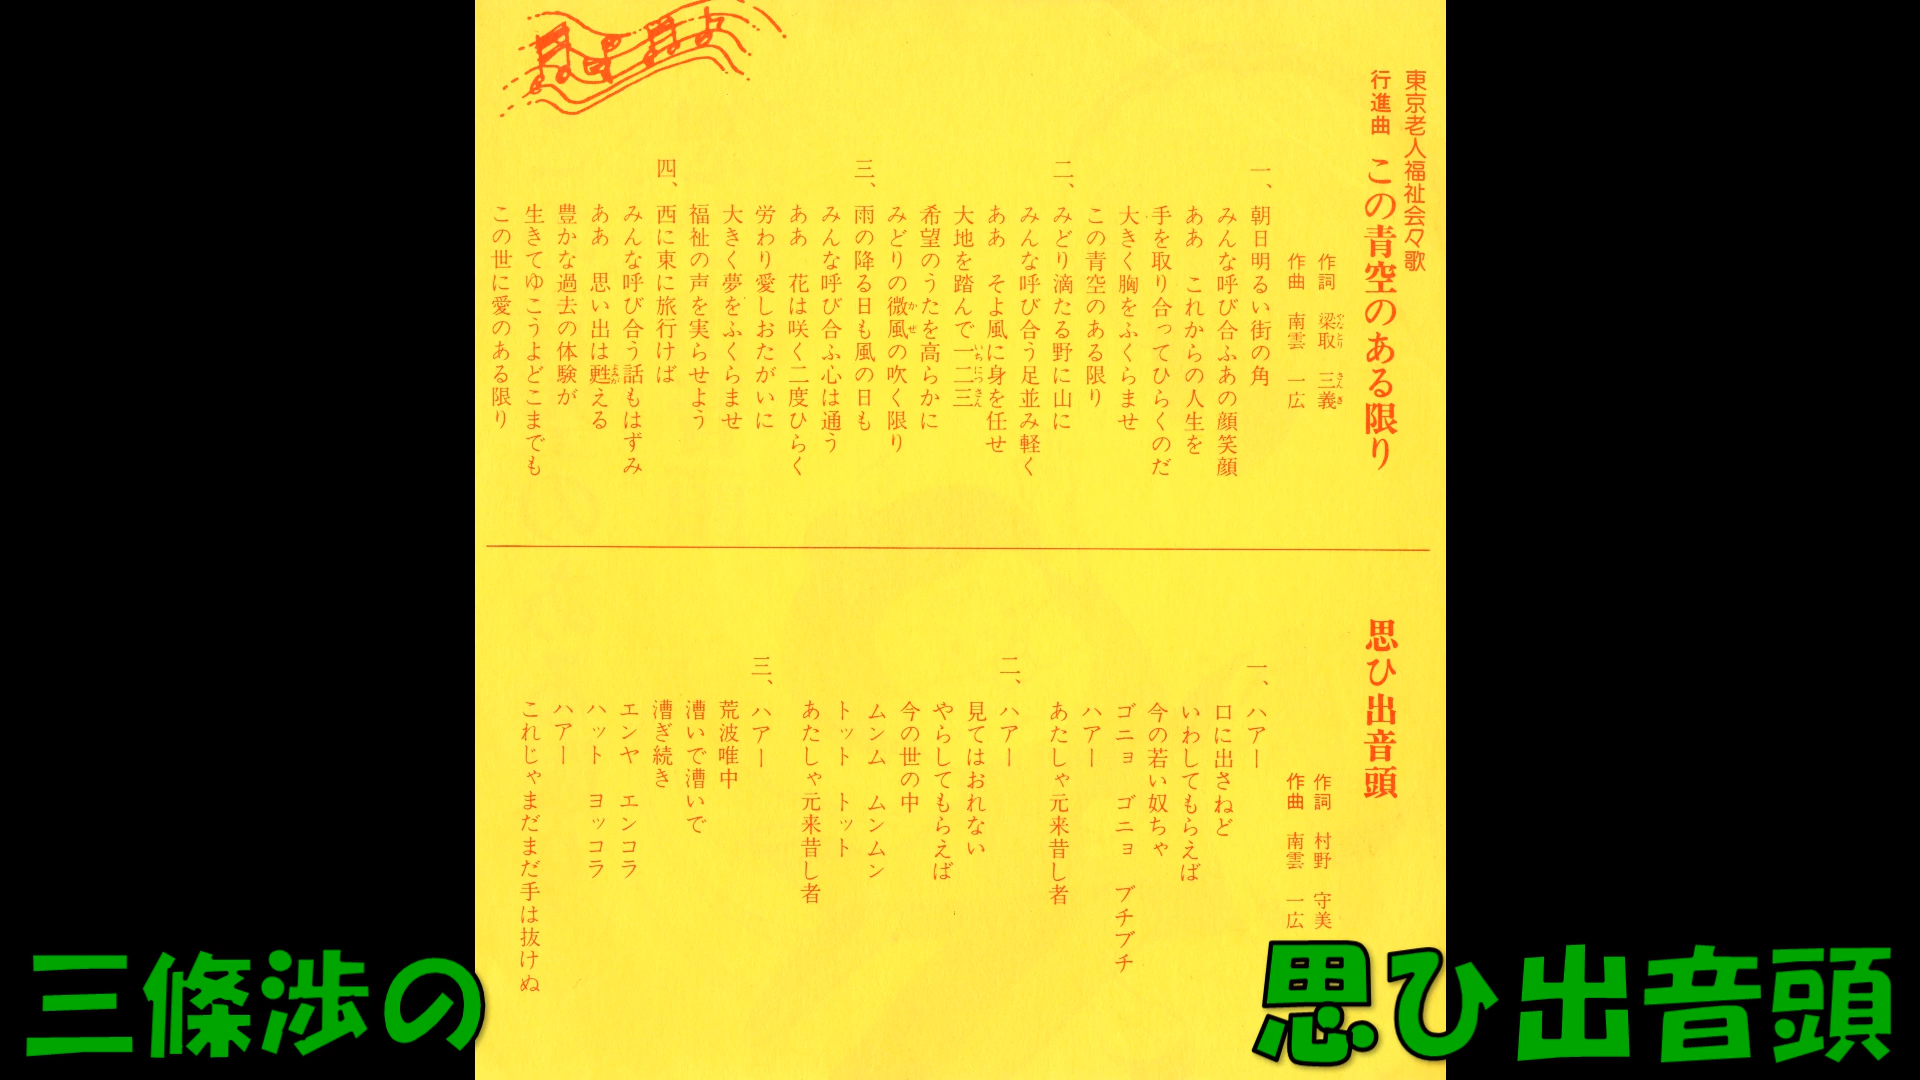 東京老人福祉会々歌
行進曲 この青空のある限り
作詞 梁取 三義
やなとり さんぎ
作曲 南雲 一広
一、朝日明るい街の角
みんな呼び合ふあの顔笑顔
ああ これからの人生を
手を取り合ってひらくのだ
大きく胸をふくらませ
この青空のある限り
二、みどり滴たる野に山に
みんな呼び合う足並み軽く
ああ そよ風に身を任せ
大地を踏んで一二三
いちにっさん
希望のうたを高らかに
みどりの微風の吹く限り
かぜ
三、雨の降る日も風の日も
みんな呼び合ふ心は通う
ああ 花は咲く二度ひらく
労わり愛しおたがいに
大きく夢をふくらませ
福祉の声を実らせよう
四、西に東に旅行けば
みんな呼び合う話もはずみ
ああ 思い出は甦える
豊かな過去の体験が
生きてゆこうよどこまでも
この世に愛のある限り
思ひ出音頭
作詞 村野 守美
作曲 南雲 一広
一、ハアー
口に出さねど
いわしてもらえば
今の若い奴ちゃ
ゴニョ ゴニョ ブチブチ
ハアー
あたしゃ元来昔し者
二、ハアー
見てはおれない
やらしてもらえば
今の世の中
ムンム ムンムン
トット トット
あたしゃ元来昔し者
三、ハアー
荒波唯中
漕いで漕いで
漕ぎ続き
エンヤ エンコラ
ハット ヨッコラ
ハアー
これじゃまだまだ手は抜けぬ
三條渉の
思ひ出音頭